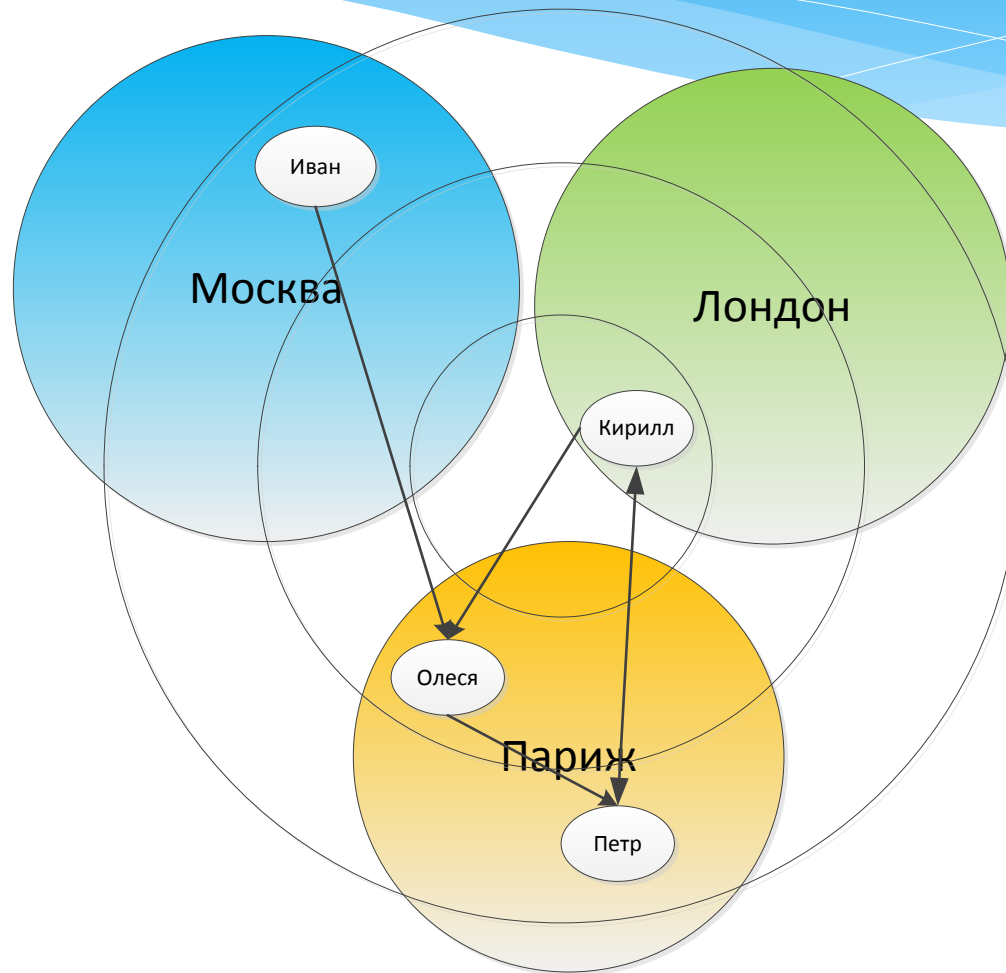 Иван
Москва
Лондон
Кирилл
Олеся
Париж
Петр